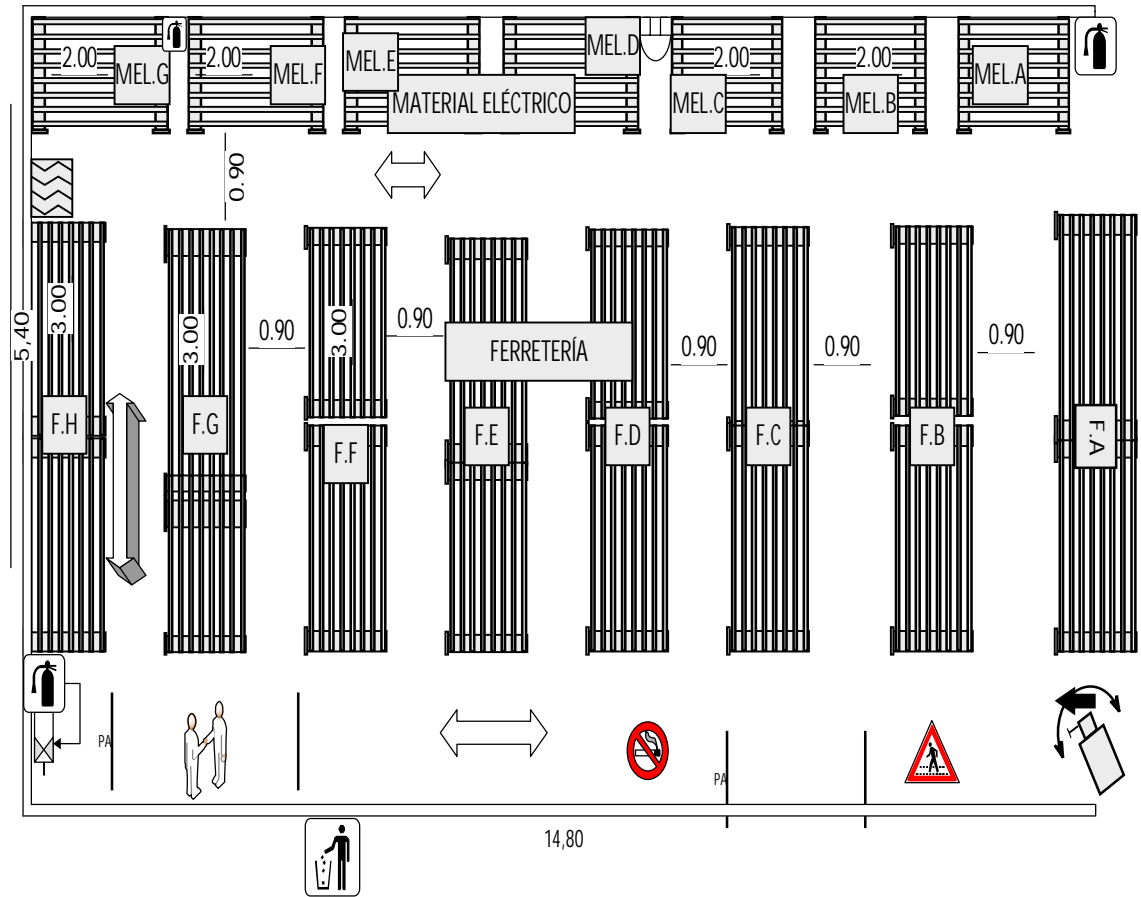 2.00
MEL.G
2.00
MEL.F
MEL.E
MEL.D
2.00
2.00
MEL.A
MATERIAL ELÉCTRICO
MEL.C
MEL.B
0.90
3.00
3.00
0.90
3.00
0.90
FERRETERÍA
0.90
0.90
0.90
5,40
F.H
F.G
F.F
F.E
F.D
F.C
F.B
F.A
PA
PA
14,80